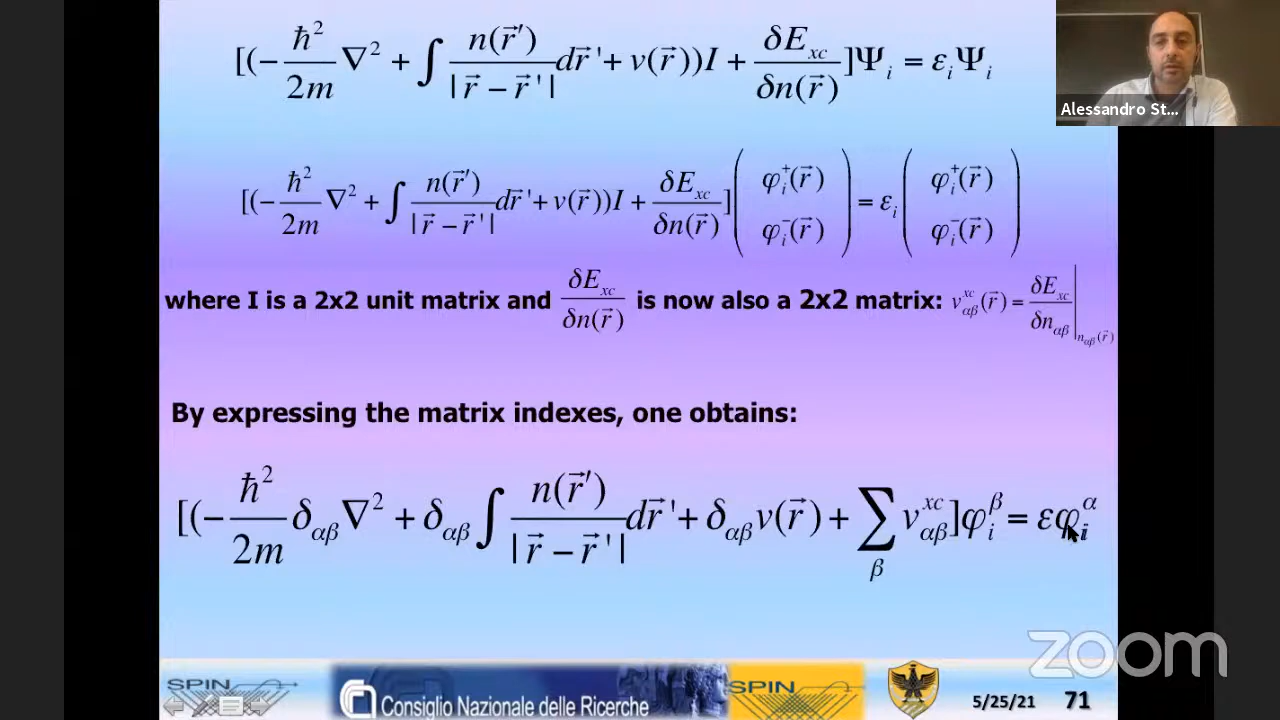 [(-ħ²/2m ∇² + ∫ n(r⃗')/|r⃗ - r⃗'| dr⃗' + v(r⃗))I + δE_xc/δn(r⃗)]Ψ_i = ε_iΨ_i
Alessandro St...
[(-ħ²/2m ∇² + ∫ n(r⃗')/|r⃗ - r⃗'| dr⃗' + v(r⃗))I + δE_xc/δn(r⃗)] (φ_i^+(r⃗) φ_i^-(r⃗)) = ε_i (φ_i^+(r⃗) φ_i^-(r⃗))
where I is a 2x2 unit matrix and δE_xc/δn(r⃗) is now also a 2x2 matrix: v_αβ^xc(r⃗) = δE_xc/δn_αβ|n_αβ(r⃗)
By expressing the matrix indexes, one obtains:
[(-ħ²/2m δ_αβ∇² + δ_αβ ∫ n(r⃗')/|r⃗ - r⃗'| dr⃗' + δ_αβ v(r⃗) + ∑_β v_αβ^xc]φ_i^β = εφ_i^α
zoom
SPIN
Consiglio Nazionale delle Ricerche
SPIN
5/25/21 71